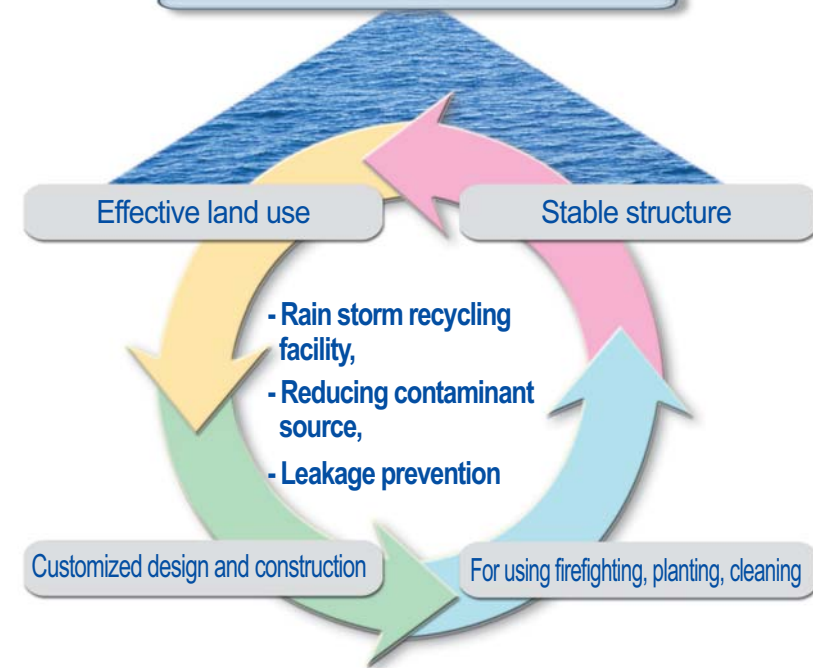 Effective land use
Stable structure
- Rain storm recycling
facility,
- Reducing contaminant
source,
- Leakage prevention
Customized design and construction
For using firefighting, planting, cleaning